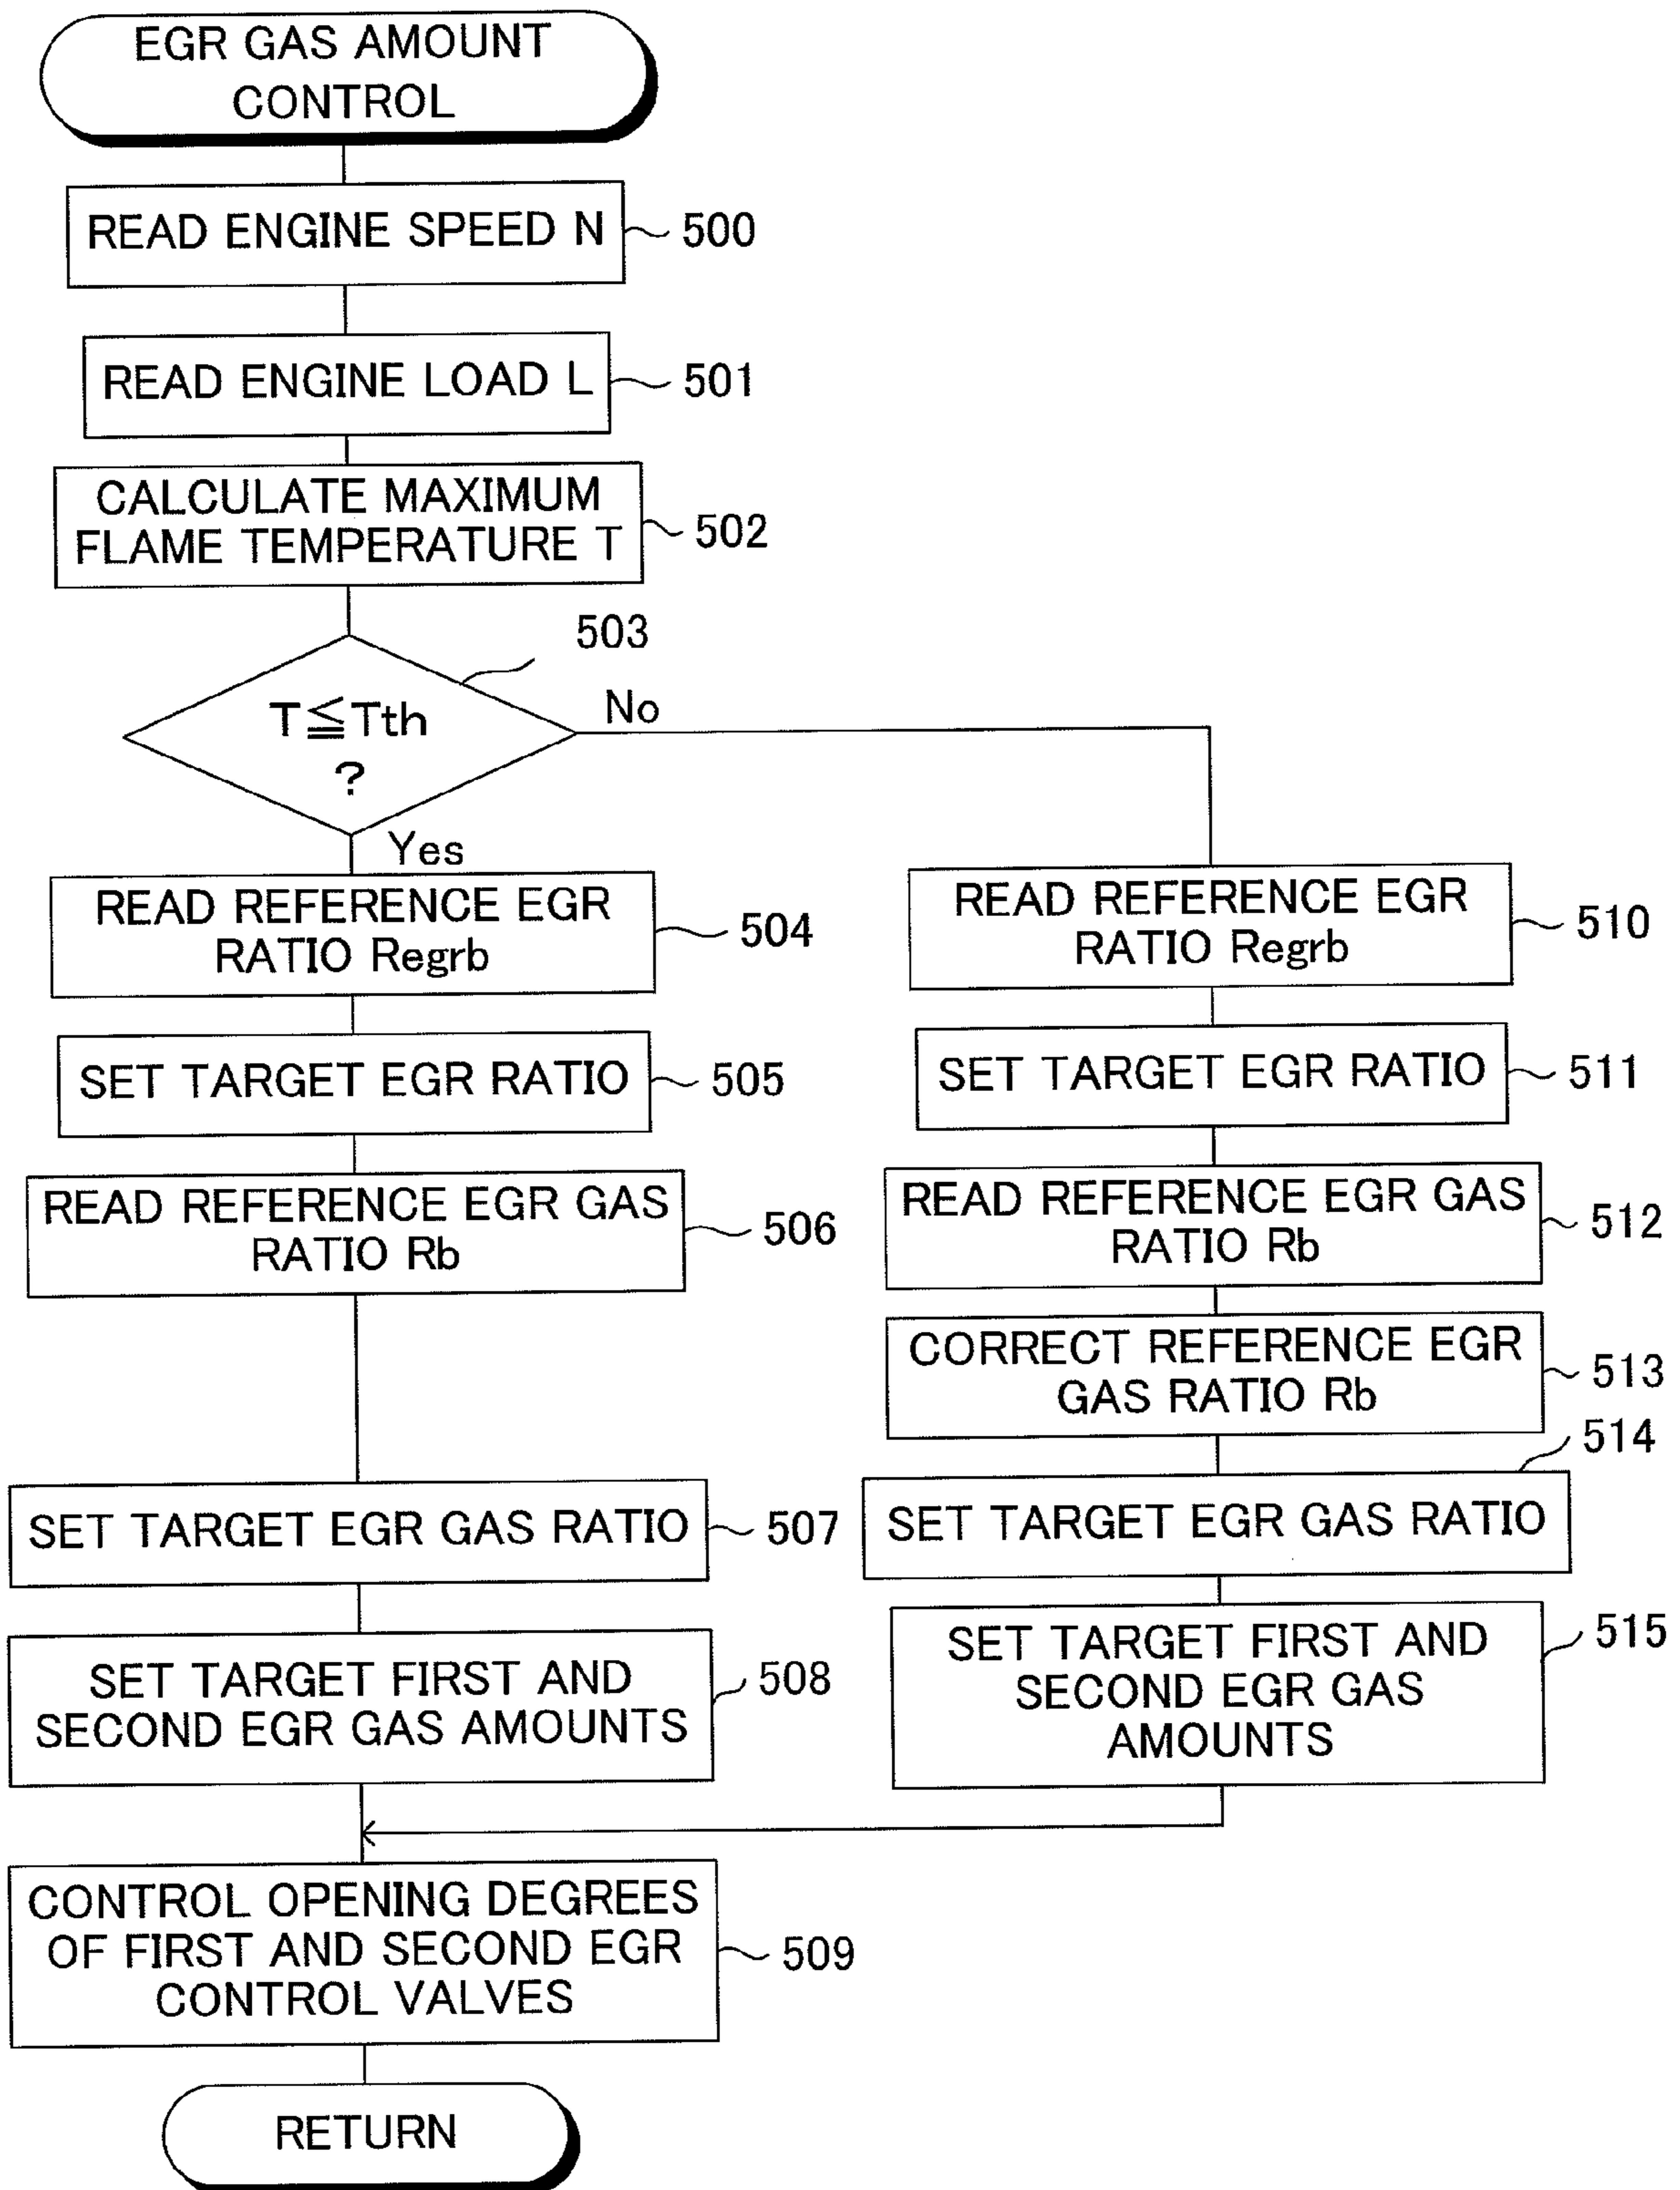 EGR GAS AMOUNT
CONTROL
READ ENGINE SPEED N
500
READ ENGINE LOAD L
501
CALCULATE MAXIMUM
FLAME TEMPERATURE T
502
503
T≦Tth
?
No
Yes
READ REFERENCE EGR
RATIO Regrb
504
SET TARGET EGR RATIO
505
READ REFERENCE EGR GAS
RATIO Rb
506
SET TARGET EGR GAS RATIO
507
SET TARGET FIRST AND
SECOND EGR GAS AMOUNTS
508
READ REFERENCE EGR
RATIO Regrb
510
SET TARGET EGR RATIO
511
READ REFERENCE EGR GAS
RATIO Rb
512
CORRECT REFERENCE EGR
GAS RATIO Rb
513
514
SET TARGET EGR GAS RATIO
SET TARGET FIRST AND
SECOND EGR GAS
AMOUNTS
515
CONTROL OPENING DEGREES
OF FIRST AND SECOND EGR
CONTROL VALVES
509
RETURN